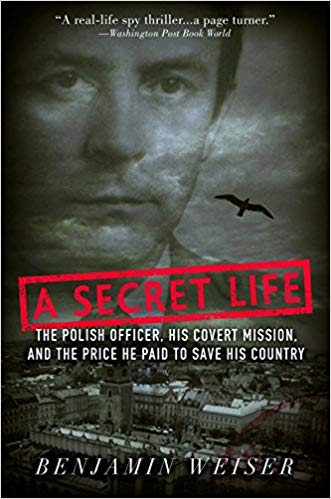 “A real-life spy thriller...a page turner.”
—Washington Post Book World
A SECRET LIFE
THE POLISH OFFICER, HIS COVERT MISSION,
AND THE PRICE HE PAID TO SAVE HIS COUNTRY
BENJAMIN WEISER